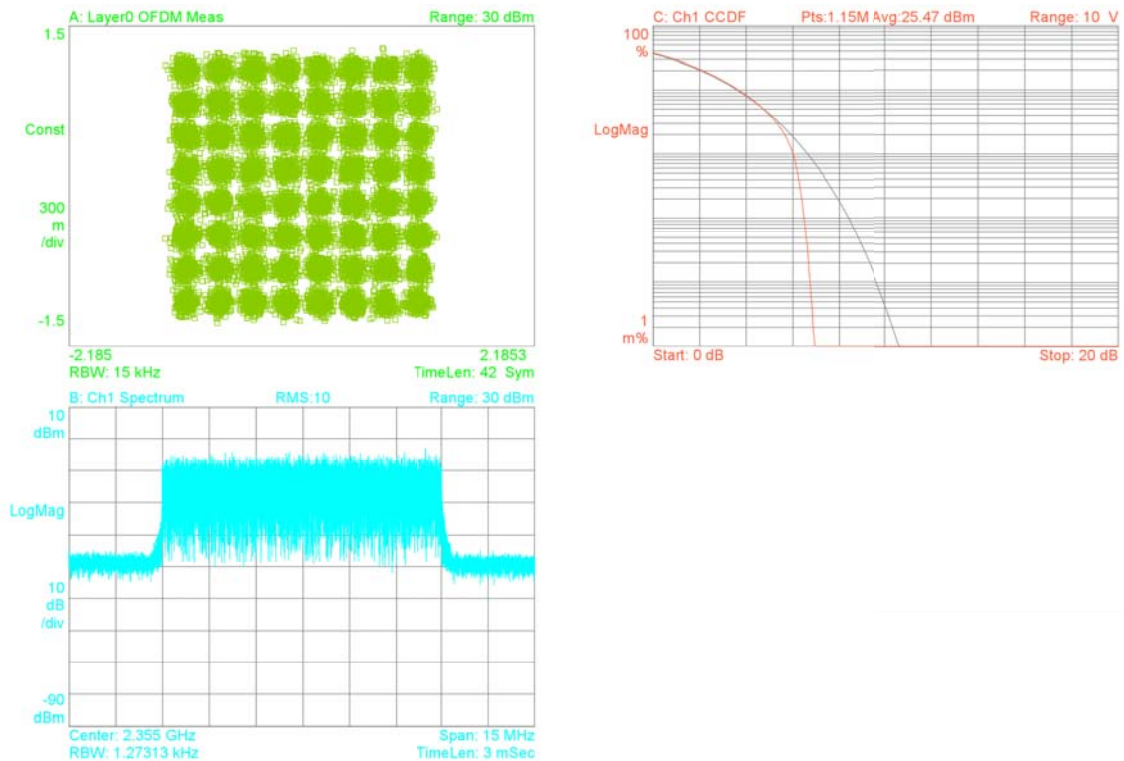 A: Layer0 OFDM Meas Range: 30 dBm
1.5
Const
300
m
/div
-1.5
-2.185 2.1853
RBW: 15 kHz TimeLen: 42 Sym
B: Ch1 Spectrum RMS:10 Range: 30 dBm
10
dBm
LogMag
10
dB
/div
-90
dBm
Center: 2.355 GHz Span: 15 MHz
RBW: 1.27313 kHz TimeLen: 3 mSec
C: Ch1 CCDF Pts:1.15M Avg:25.47 dBm Range: 10 V
100
%
LogMag
1
m%
Start: 0 dB Stop: 20 dB